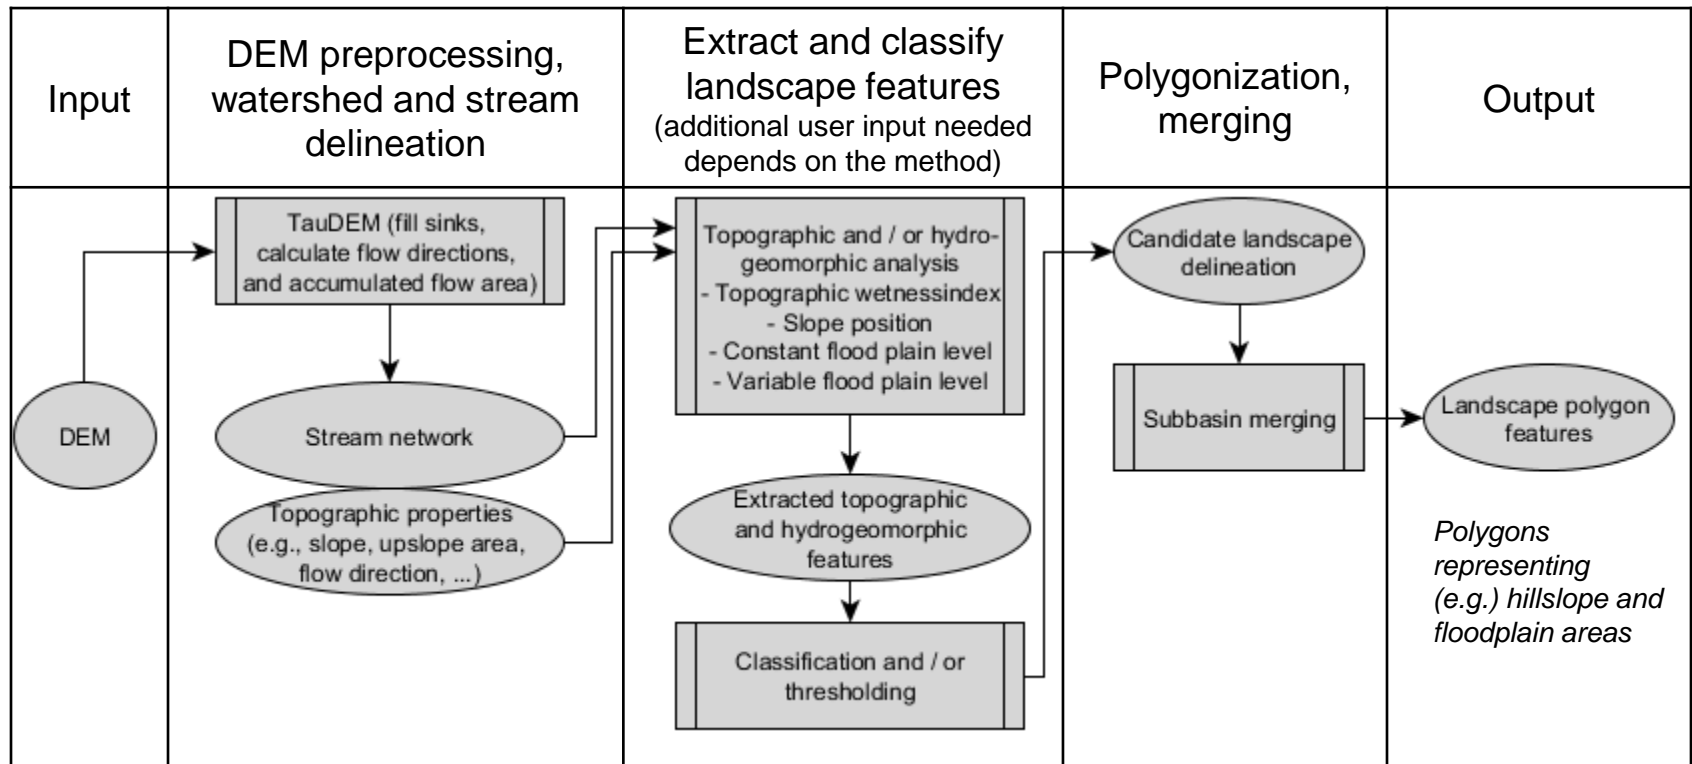 Input
DEM preprocessing,
watershed and stream
delineation
Extract and classify
landscape features
(additional user input needed
depends on the method)
Polygonization,
merging
Output
DEM
TauDEM (fill sinks,
calculate flow directions,
and accumulated flow area)
Stream network
Topographic properties
(e.g., slope, upslope area,
flow direction, ...)
Topographic and / or hydro-
geomorphic analysis
- Topographic wetnessindex
- Slope position
- Constant flood plain level
- Variable flood plain level
Extracted topographic
and hydrogeomorphic
features
Classification and / or
thresholding
Candidate landscape
delineation
Subbasin merging
Landscape polygon
features
Polygons
representing
(e.g.) hillslope and
floodplain areas